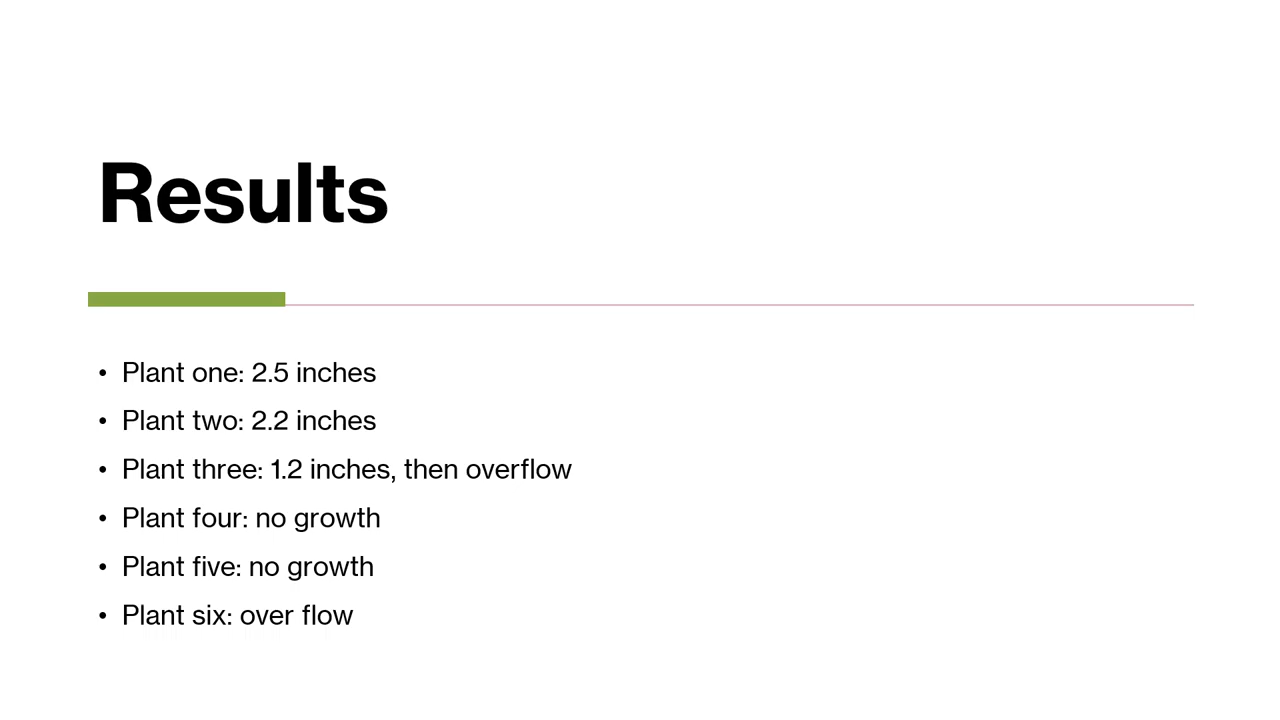 Results
• Plant one: 2.5 inches
• Plant two: 2.2 inches
• Plant three: 1.2 inches, then overflow
• Plant four: no growth
• Plant five: no growth
• Plant six: over flow